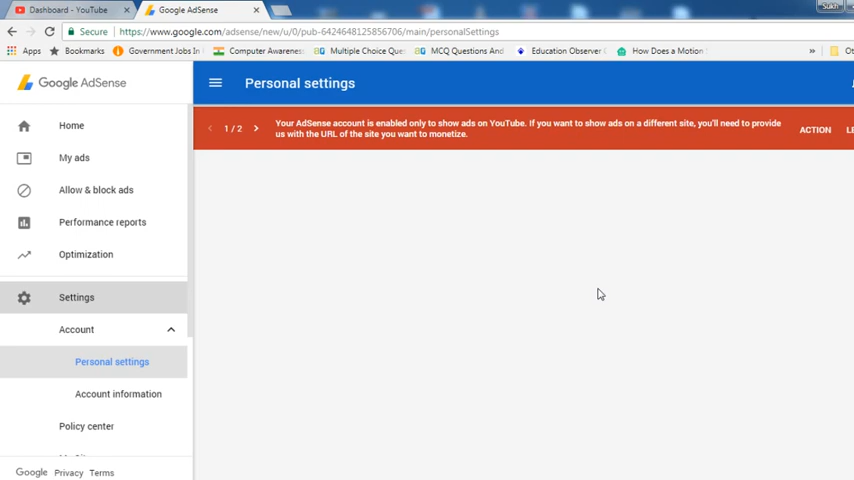 Dashboard - YouTube
Google AdSense
Sukh
Secure
https://www.google.com/adsense/new/u/0/pub-6424648125856706/main/personalSettings
Apps
Bookmarks
Government Jobs In
Computer Awarenes
Multiple Choice Ques
MCQ Questions And
Education Observer
How Does a Motion
»
Ot
Google AdSense
Personal settings
1 / 2
Your AdSense account is enabled only to show ads on YouTube. If you want to show ads on a different site, you'll need to provide
us with the URL of the site you want to monetize.
ACTION
LE
Home
My ads
Allow & block ads
Performance reports
Optimization
Settings
Account
Personal settings
Account information
Policy center
Google
Privacy
Terms